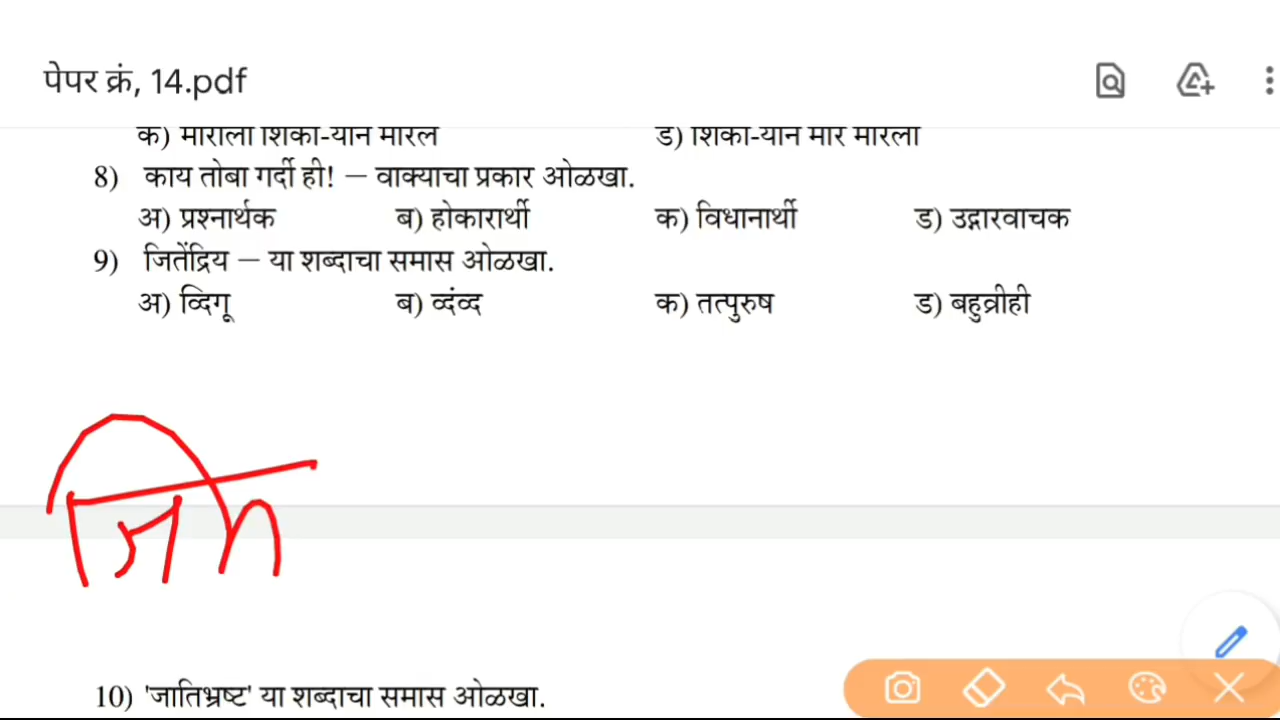 पेपर क्रं, 14.pdf
क) माराला शिका-याने मारले ड) शिका-याने मोर मारला
8) काय तोबा गर्दी ही! – वाक्याचा प्रकार ओळखा.
अ) प्रश्नार्थक ब) होकारार्थी क) विधानार्थी ड) उद्गारवाचक
9) जितेंद्रिय – या शब्दाचा समास ओळखा.
अ) व्दिगू ब) व्दंव्द क) तत्पुरुष ड) बहुव्रीही
जित
10) 'जातिभ्रष्ट' या शब्दाचा समास ओळखा.